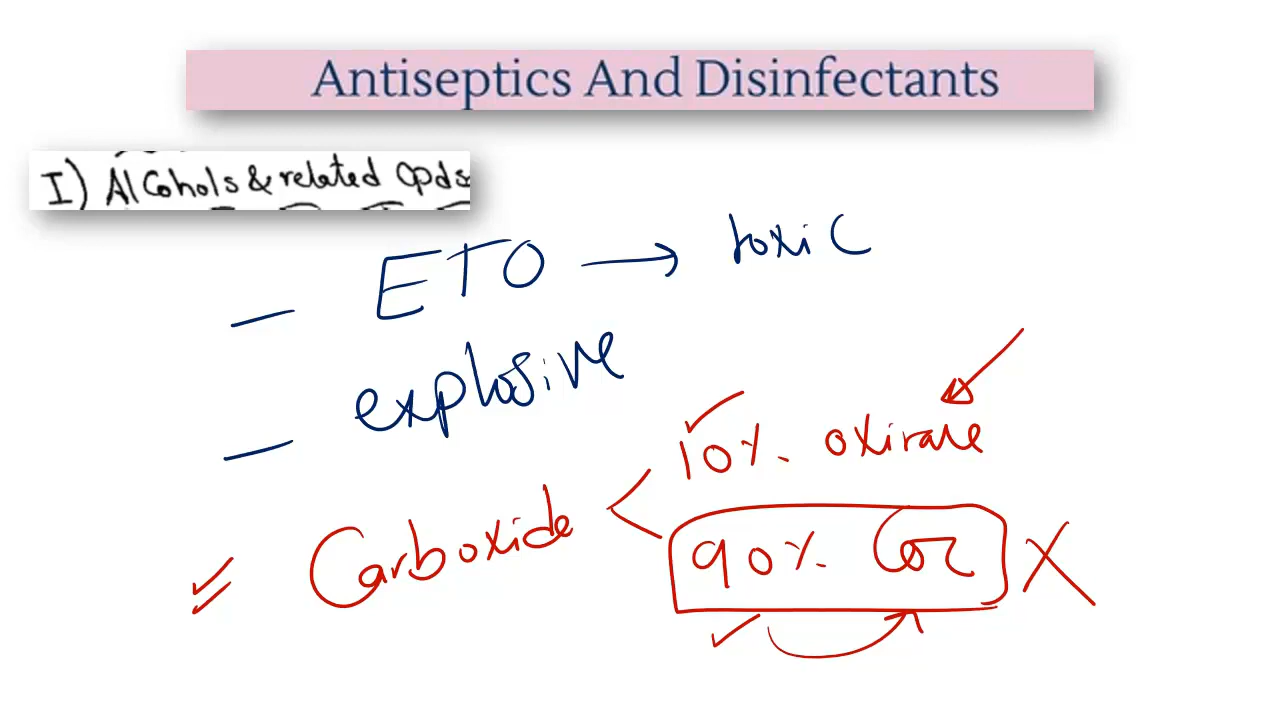 Antiseptics And Disinfectants
I) Alcohols & related cpds
— ETO → toxic
— explosive
10% oxirane
Carboxide
90% CO2 X